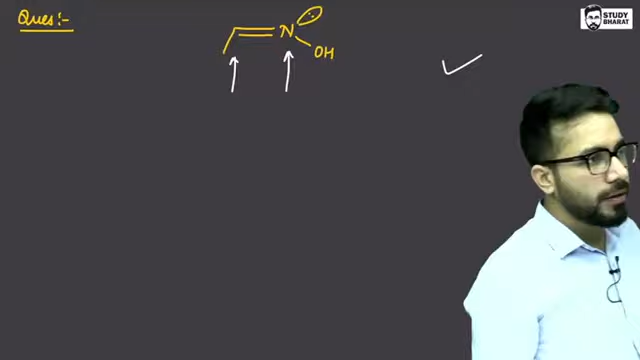 Ques:-
N
OH
STUDY
BHARAT